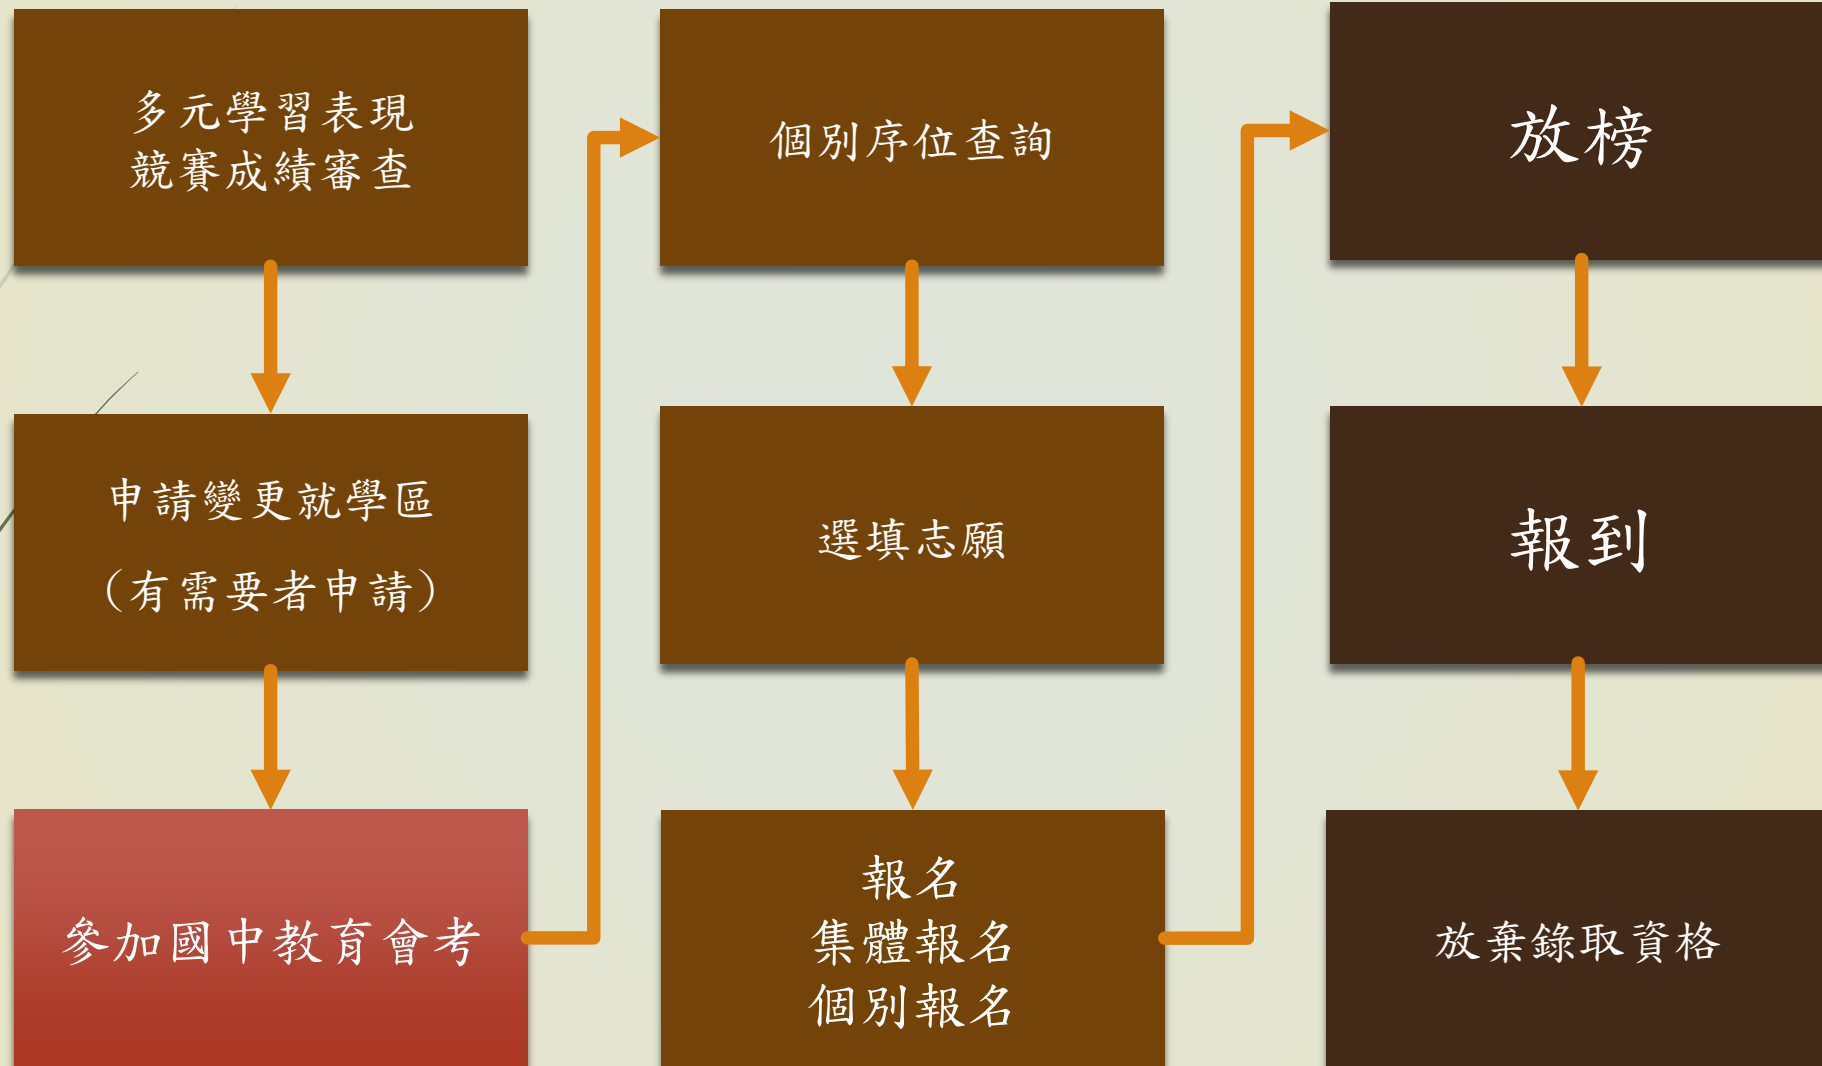 多元學習表現
競賽成績審查
申請變更就學區
（有需要者申請）
參加國中教育會考
個別序位查詢
選填志願
報名
集體報名
個別報名
放榜
報到
放棄錄取資格